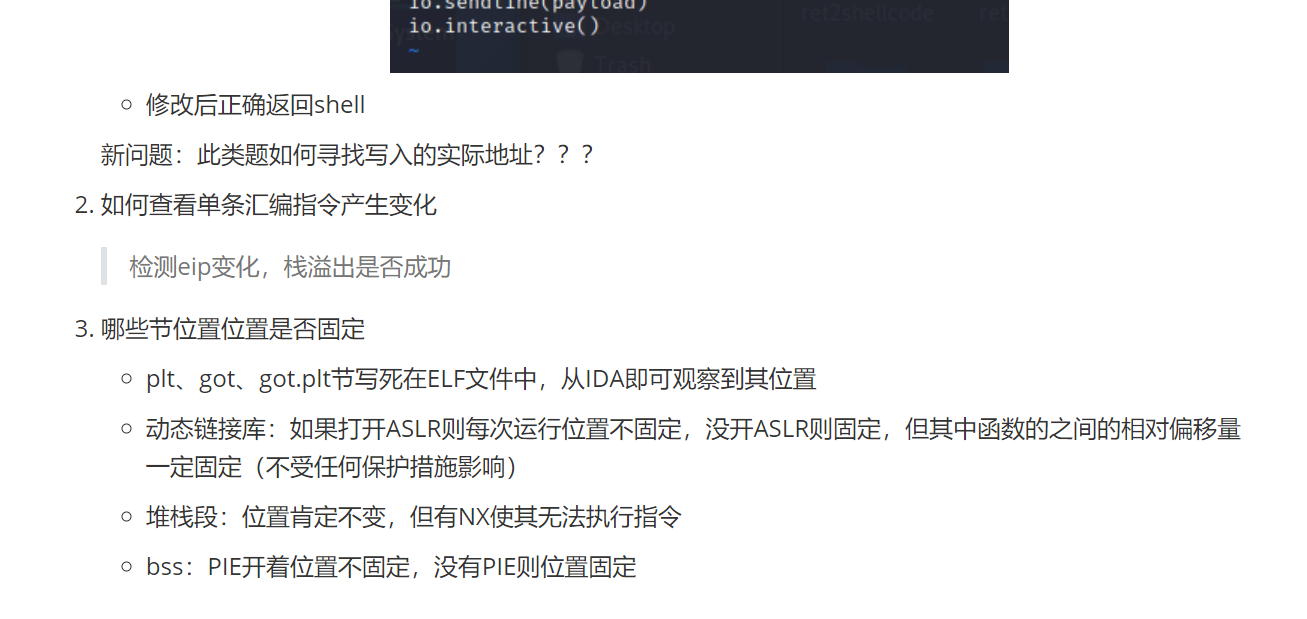 io.sendline(payload)
io.interactive()
~
ret2shellcode
ret
Desktop
Trash
修改后正确返回shell
新问题：此类题如何寻找写入的实际地址？？？
2. 如何查看单条汇编指令产生变化
检测eip变化，栈溢出是否成功
3. 哪些节位置位置是否固定
plt、got、got.plt节写死在ELF文件中，从IDA即可观察到其位置
动态链接库：如果打开ASLR则每次运行位置不固定，没开ASLR则固定，但其中函数的之间的相对偏移量
一定固定（不受任何保护措施影响）
堆栈段：位置肯定不变，但有NX使其无法执行指令
bss：PIE开着位置不固定，没有PIE则位置固定